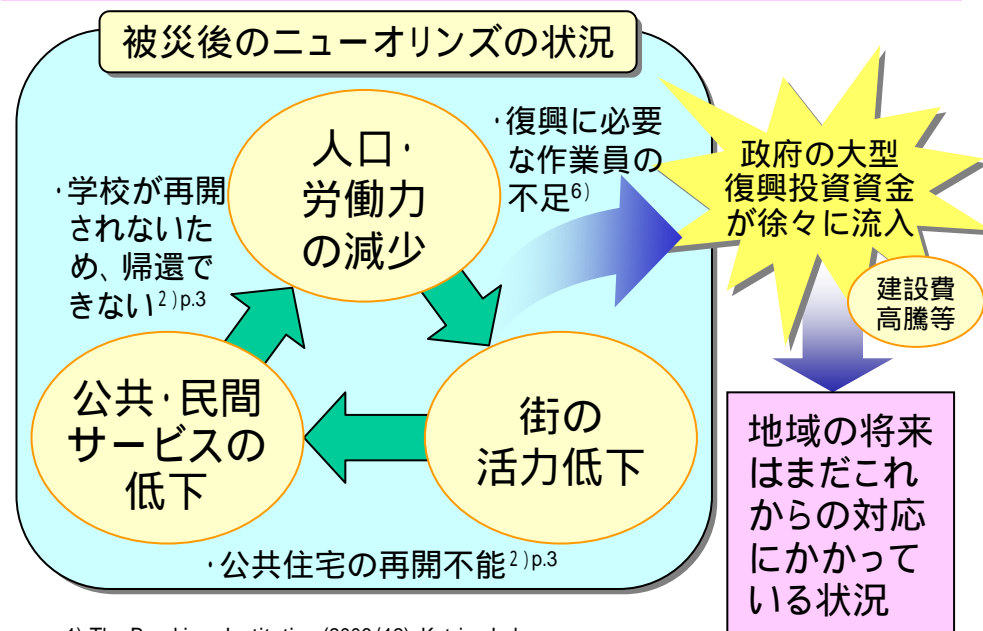 被災後のニューオリンズの状況
人口・
労働力
の減少
・学校が再開
されないた
め、帰還で
きない2)p.3
・復興に必要
な作業員の
不足6)
政府の大型
復興投資資金
が徐々に流入
建設費
高騰等
公共・民間
サービスの
低下
街の
活力低下
・公共住宅の再開不能2)p.3
地域の将来
はまだこれ
からの対応
にかかって
いる状況